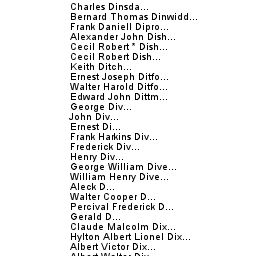 Charles Dinsda...
Bernard Thomas Dinwidd...
Frank Daniell Dipro...
Alexander John Dish...
Cecil Robert * Dish...
Cecil Robert Dish...
Keith Ditch...
Ernest Joseph Ditfo...
Walter Harold Ditfo...
Edward John Dittm...
George Div...
John Div...
Ernest Di...
Frank Harkins Div...
Frederick Div...
Henry Div...
George William Dive...
William Henry Dive...
Aleck D...
Walter Cooper D...
Percival Frederick D...
Gerald D...
Claude Malcolm Dix...
Hylton Albert Lionel Dix...
Albert Victor Dix...
Albert Walter Dix...